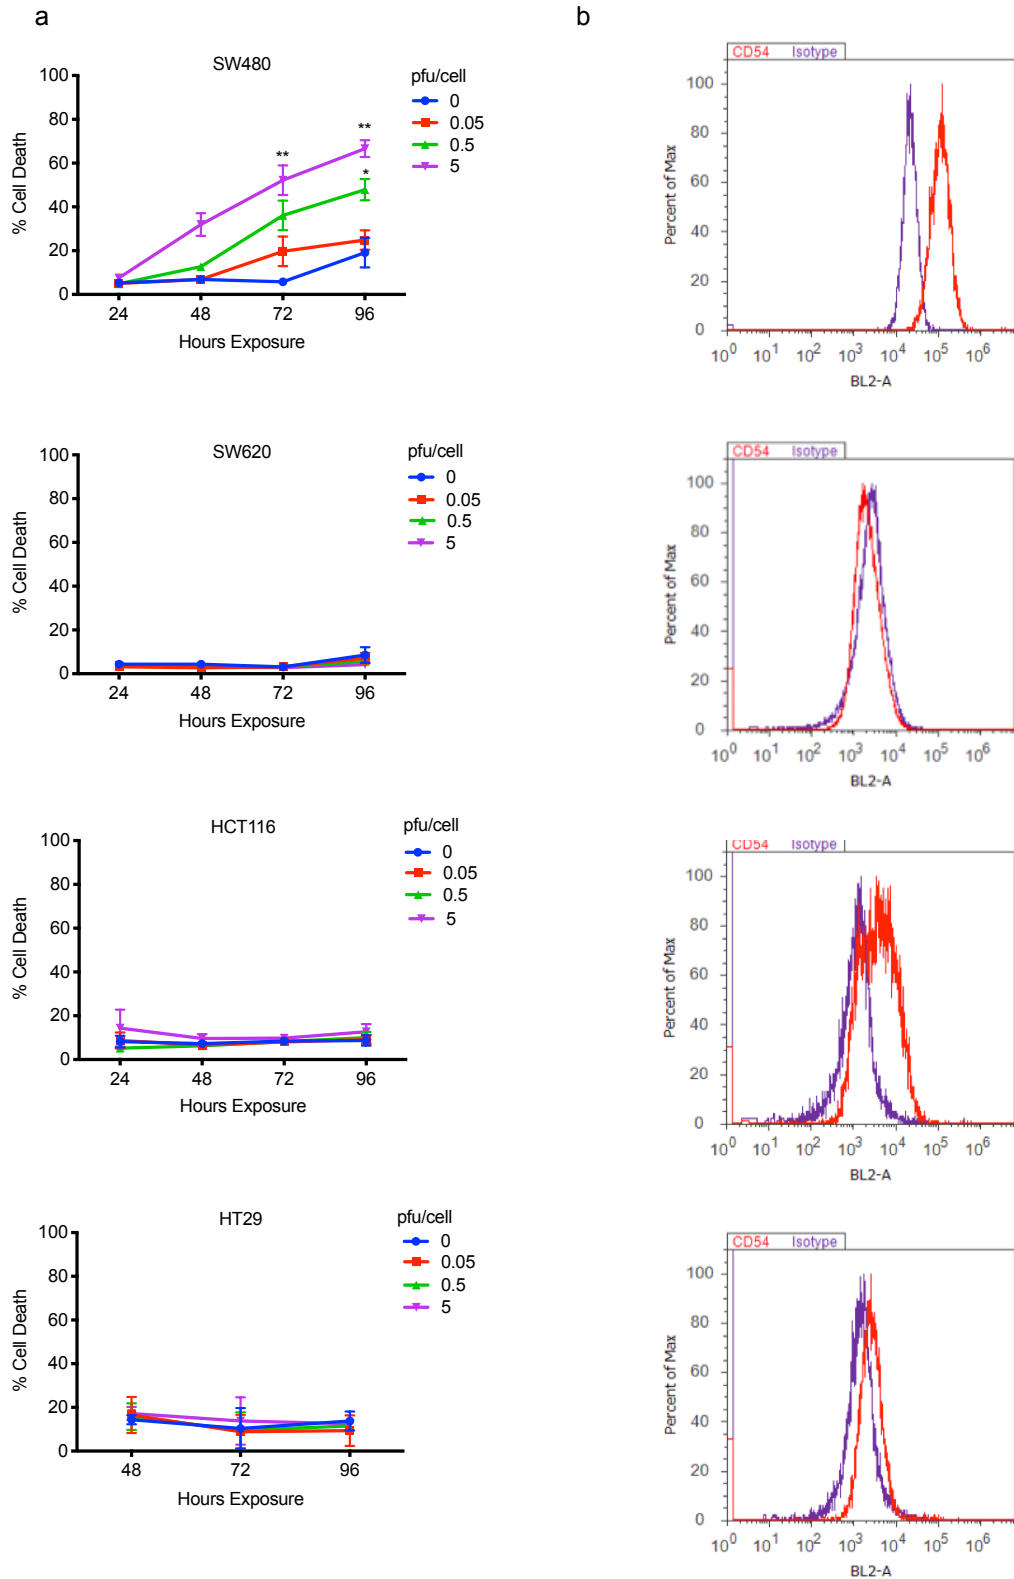 a
b
SW480
pfu/cell
0
0.05
0.5
5
100
80
60
40
20
0
% Cell Death
**
**
*
24 48 72 96
Hours Exposure
CD54 Isotype
100
80
60
40
20
0
Percent of Max
10^0 10^1 10^2 10^3 10^4 10^5 10^6
BL2-A
SW620
pfu/cell
0
0.05
0.5
5
100
80
60
40
20
0
% Cell Death
24 48 72 96
Hours Exposure
CD54 Isotype
100
80
60
40
20
0
Percent of Max
10^0 10^1 10^2 10^3 10^4 10^5 10^6
BL2-A
HCT116
pfu/cell
0
0.05
0.5
5
100
80
60
40
20
0
% Cell Death
24 48 72 96
Hours Exposure
CD54 Isotype
100
80
60
40
20
0
Percent of Max
10^0 10^1 10^2 10^3 10^4 10^5 10^6
BL2-A
HT29
pfu/cell
0
0.05
0.5
5
100
80
60
40
20
0
% Cell Death
48 72 96
Hours Exposure
CD54 Isotype
100
80
60
40
20
0
Percent of Max
10^0 10^1 10^2 10^3 10^4 10^5 10^6
BL2-A